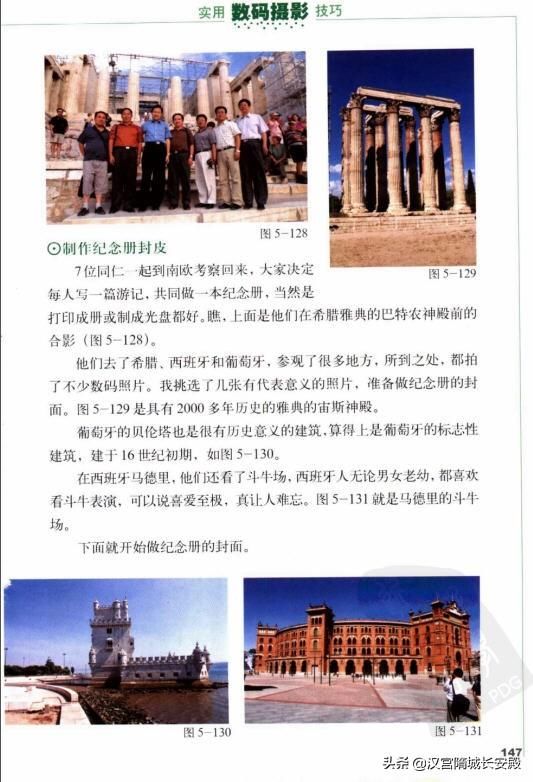 实用 数码摄影 技巧
图 5-128
图 5-129
⊙制作纪念册封皮
7位同仁一起到南欧考察回来，大家决定
每人写一篇游记，共同做一本纪念册，当然是
打印成册或制成光盘都好。瞧，上面是他们在希腊雅典的巴特农神殿前的
合影（图 5-128）。
他们去了希腊、西班牙和葡萄牙，参观了很多地方，所到之处，都拍
了不少数码照片。我挑选了几张有代表意义的照片，准备做纪念册的封
面。图 5-129 是具有 2000 多年历史的雅典的宙斯神殿。
葡萄牙的贝伦塔也是很有历史意义的建筑，算得上是葡萄牙的标志性
建筑，建于 16 世纪初期，如图 5-130。
在西班牙马德里，他们还看了斗牛场，西班牙人无论男女老幼，都喜欢
看斗牛表演，可以说喜爱至极，真让人难忘。图 5-131 就是马德里的斗牛
场。
下面就开始做纪念册的封面。
图 5-130
图 5-131
PDG
147
头条 @汉宫隋城长安殿